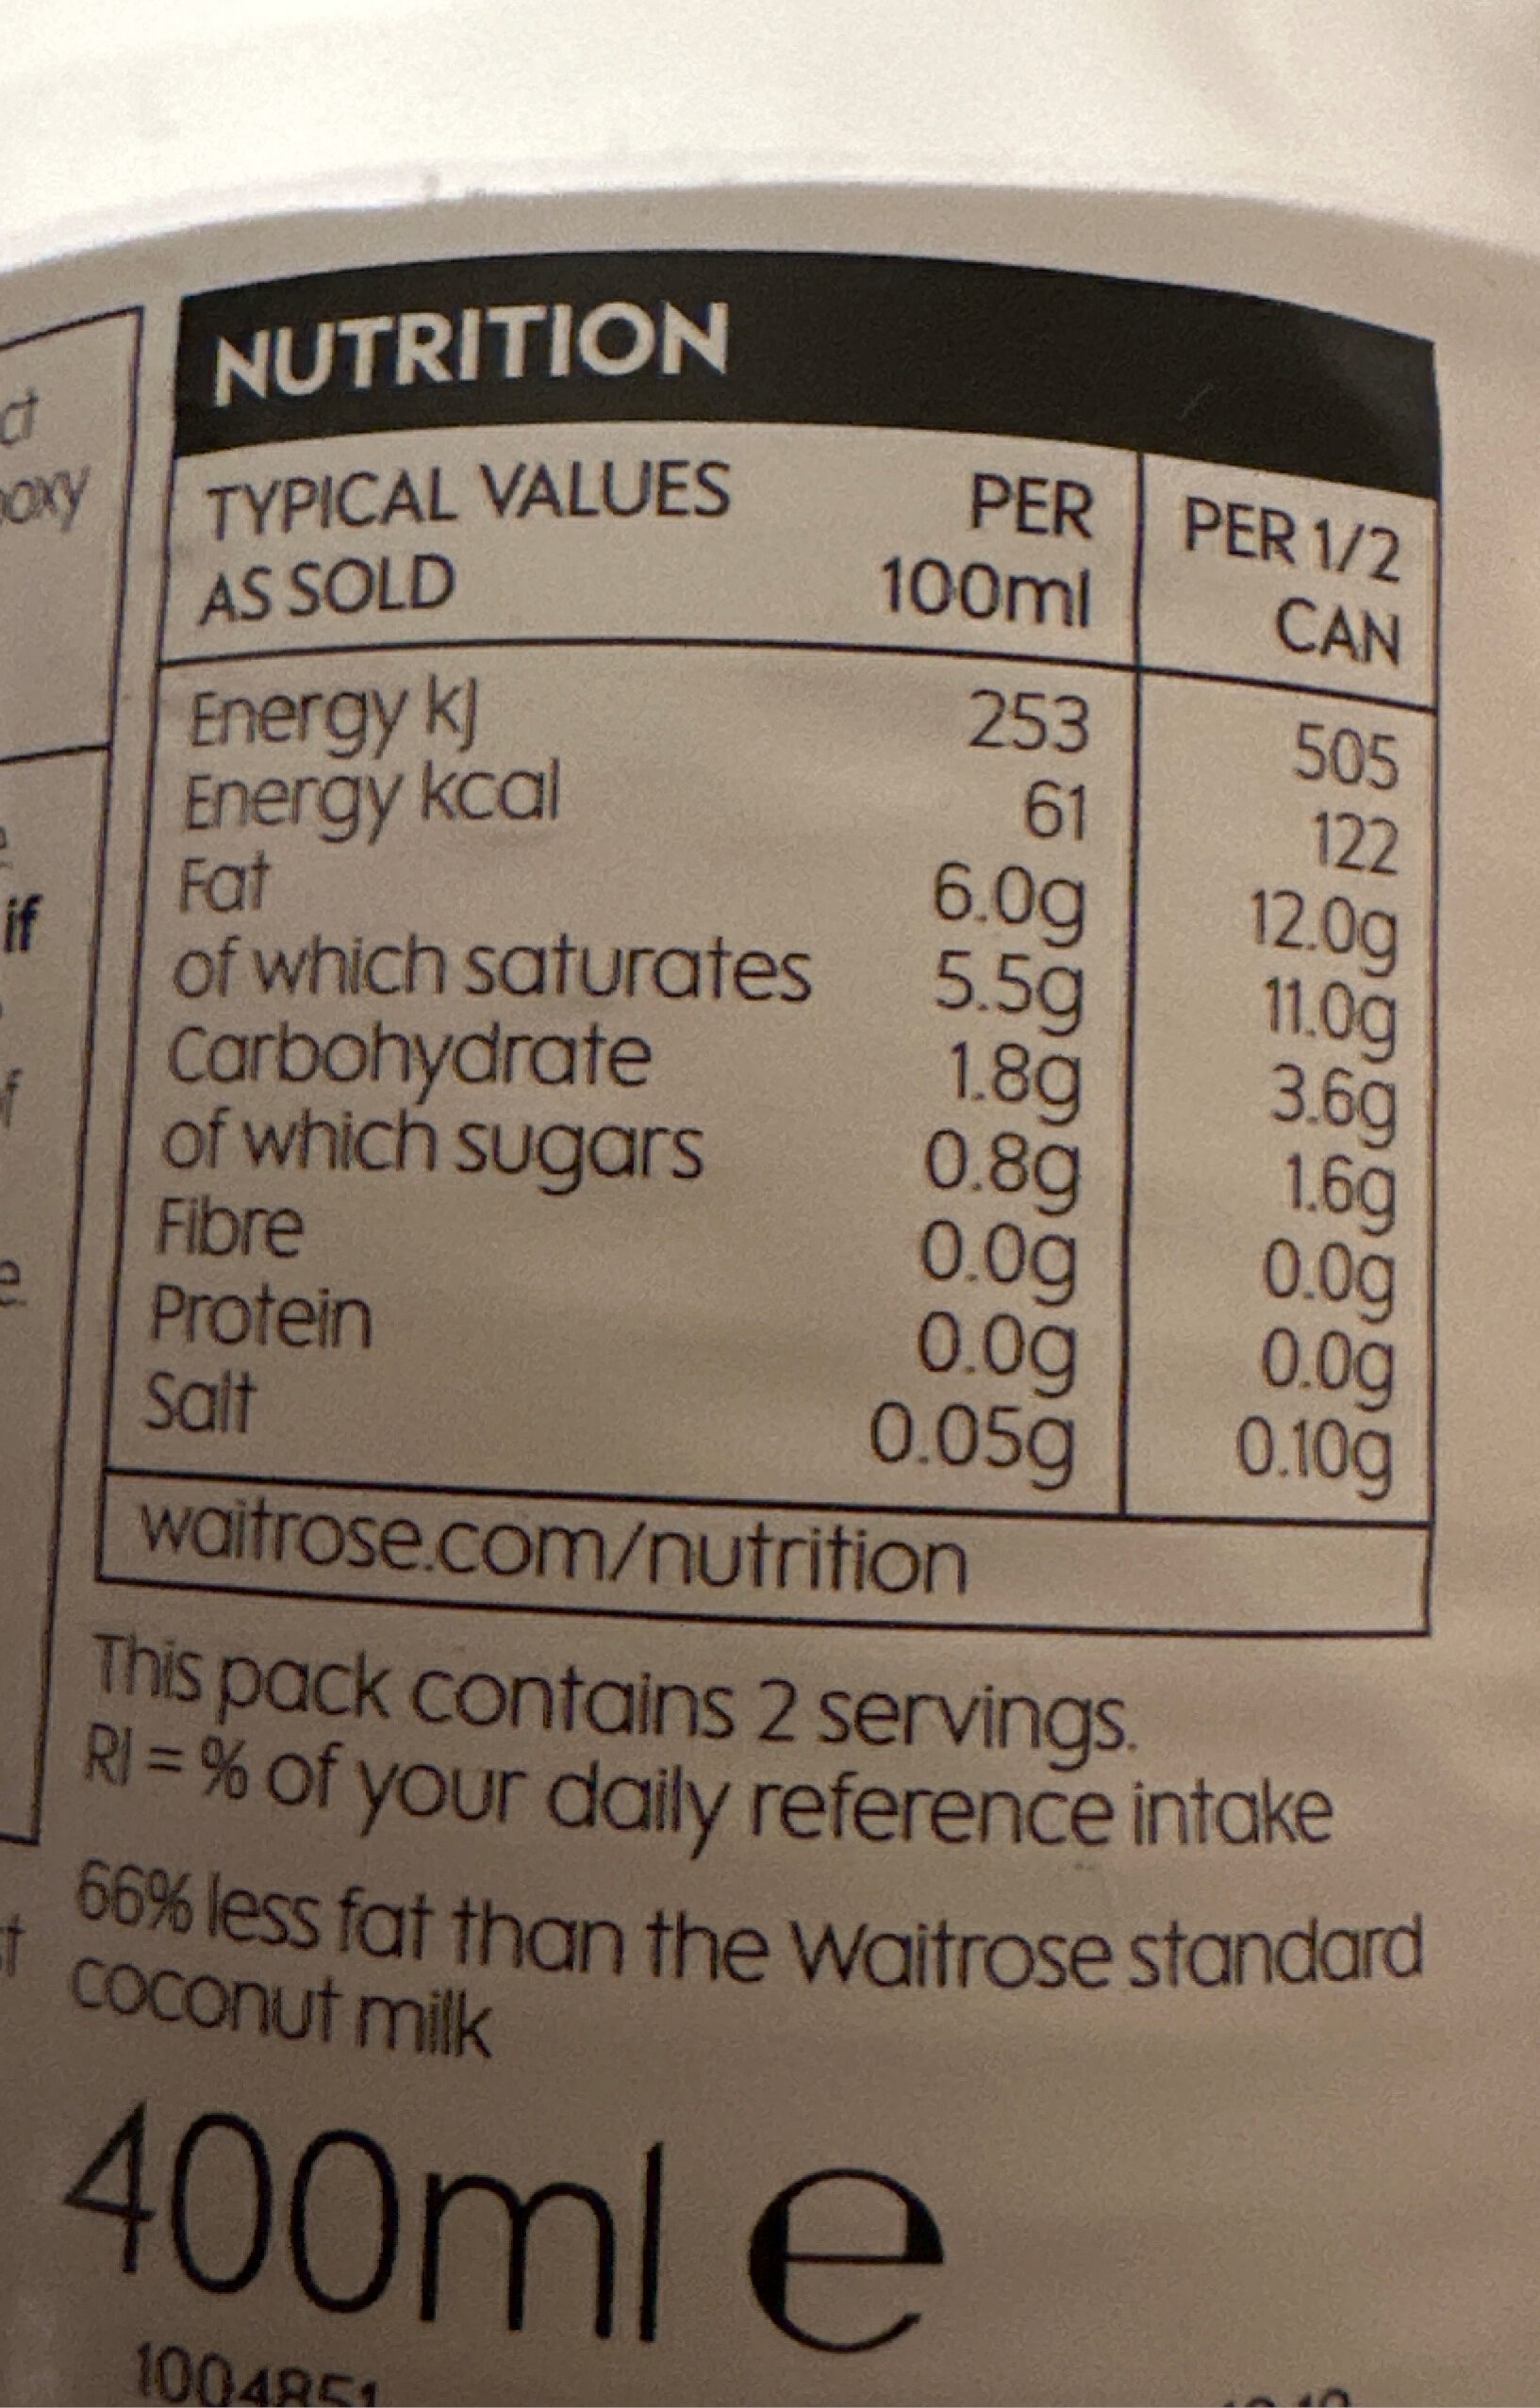 NUTRITION
TYPICAL VALUES AS SOLD PER 100ml PER 1/2 CAN
Energy kJ 253 505
Energy kcal 61 122
Fat 6.0g 12.0g
of which saturates 5.5g 11.0g
Carbohydrate 1.8g 3.6g
of which sugars 0.8g 1.6g
Fibre 0.0g 0.0g
Protein 0.0g 0.0g
Salt 0.05g 0.10g
waitrose.com/nutrition
This pack contains 2 servings.
RI = % of your daily reference intake
66% less fat than the Waitrose standard
coconut milk
400ml e
1004851
if